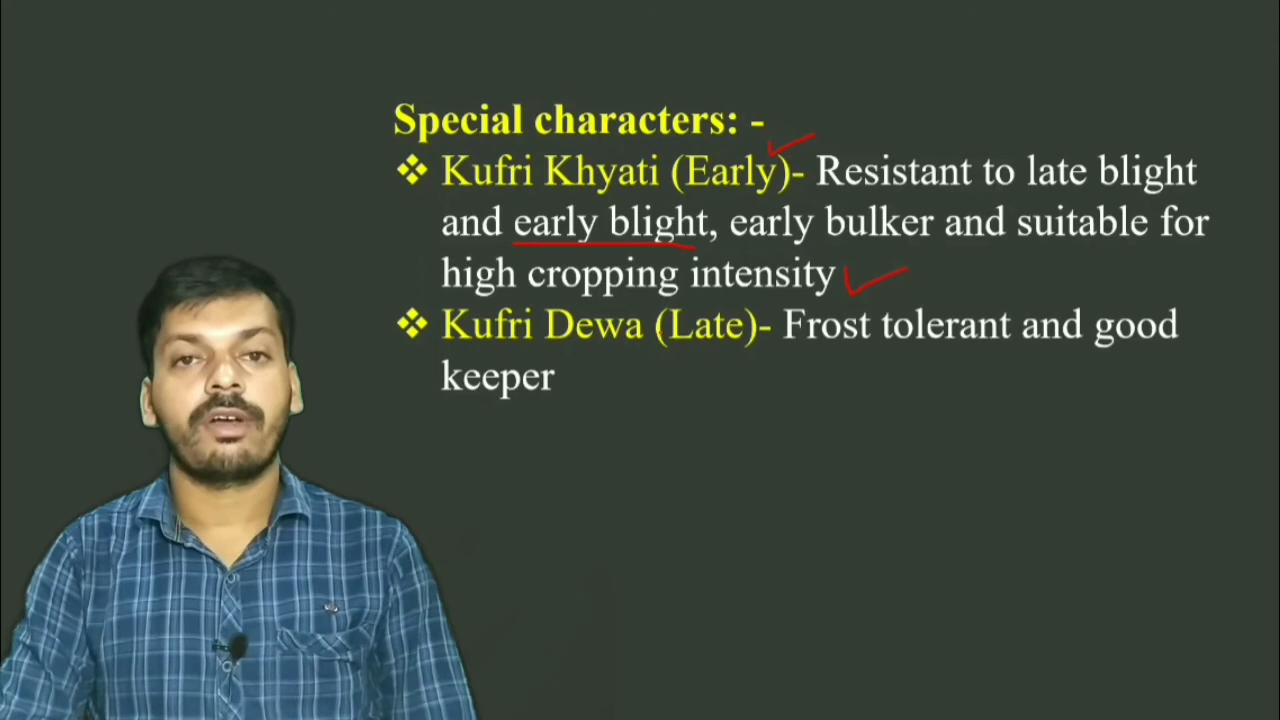 Special characters: -
❖ Kufri Khyati (Early)- Resistant to late blight
and early blight, early bulker and suitable for
high cropping intensity
❖ Kufri Dewa (Late)- Frost tolerant and good
keeper